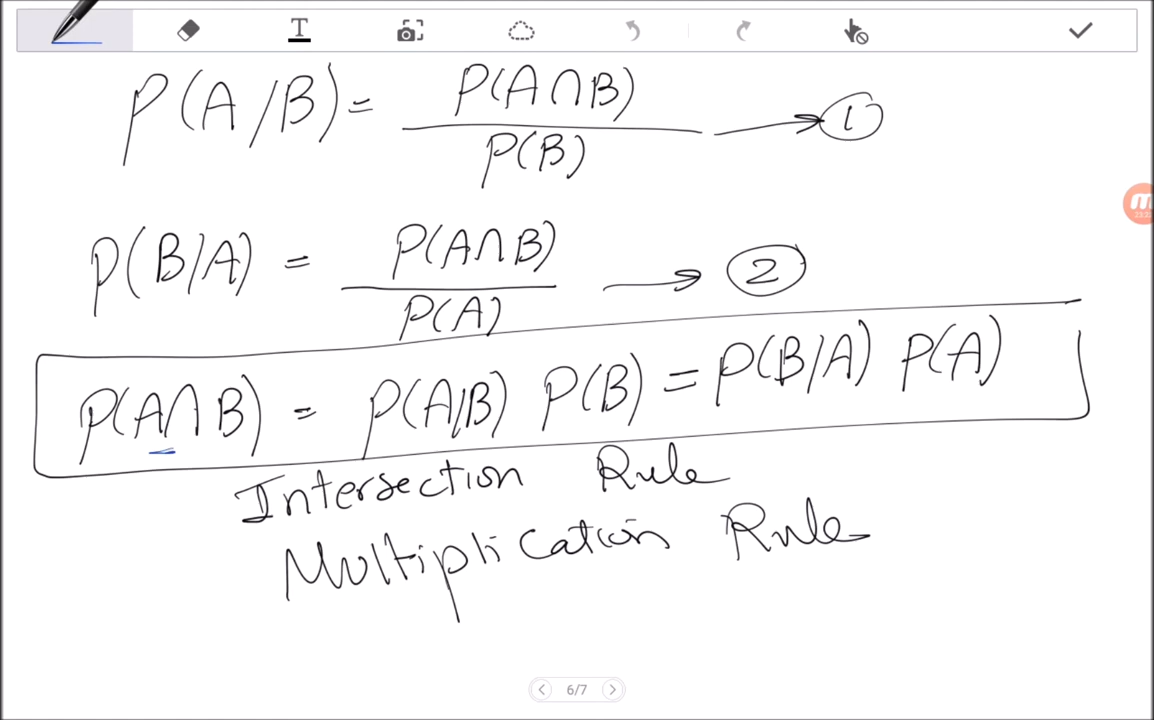 T
P(A/B) = P(A∩B) / P(B) → 1
P(B/A) = P(A∩B) / P(A) → 2
P(A∩B) = P(A/B) P(B) = P(B/A) P(A)
Intersection Rule
Multiplication Rule
6/7